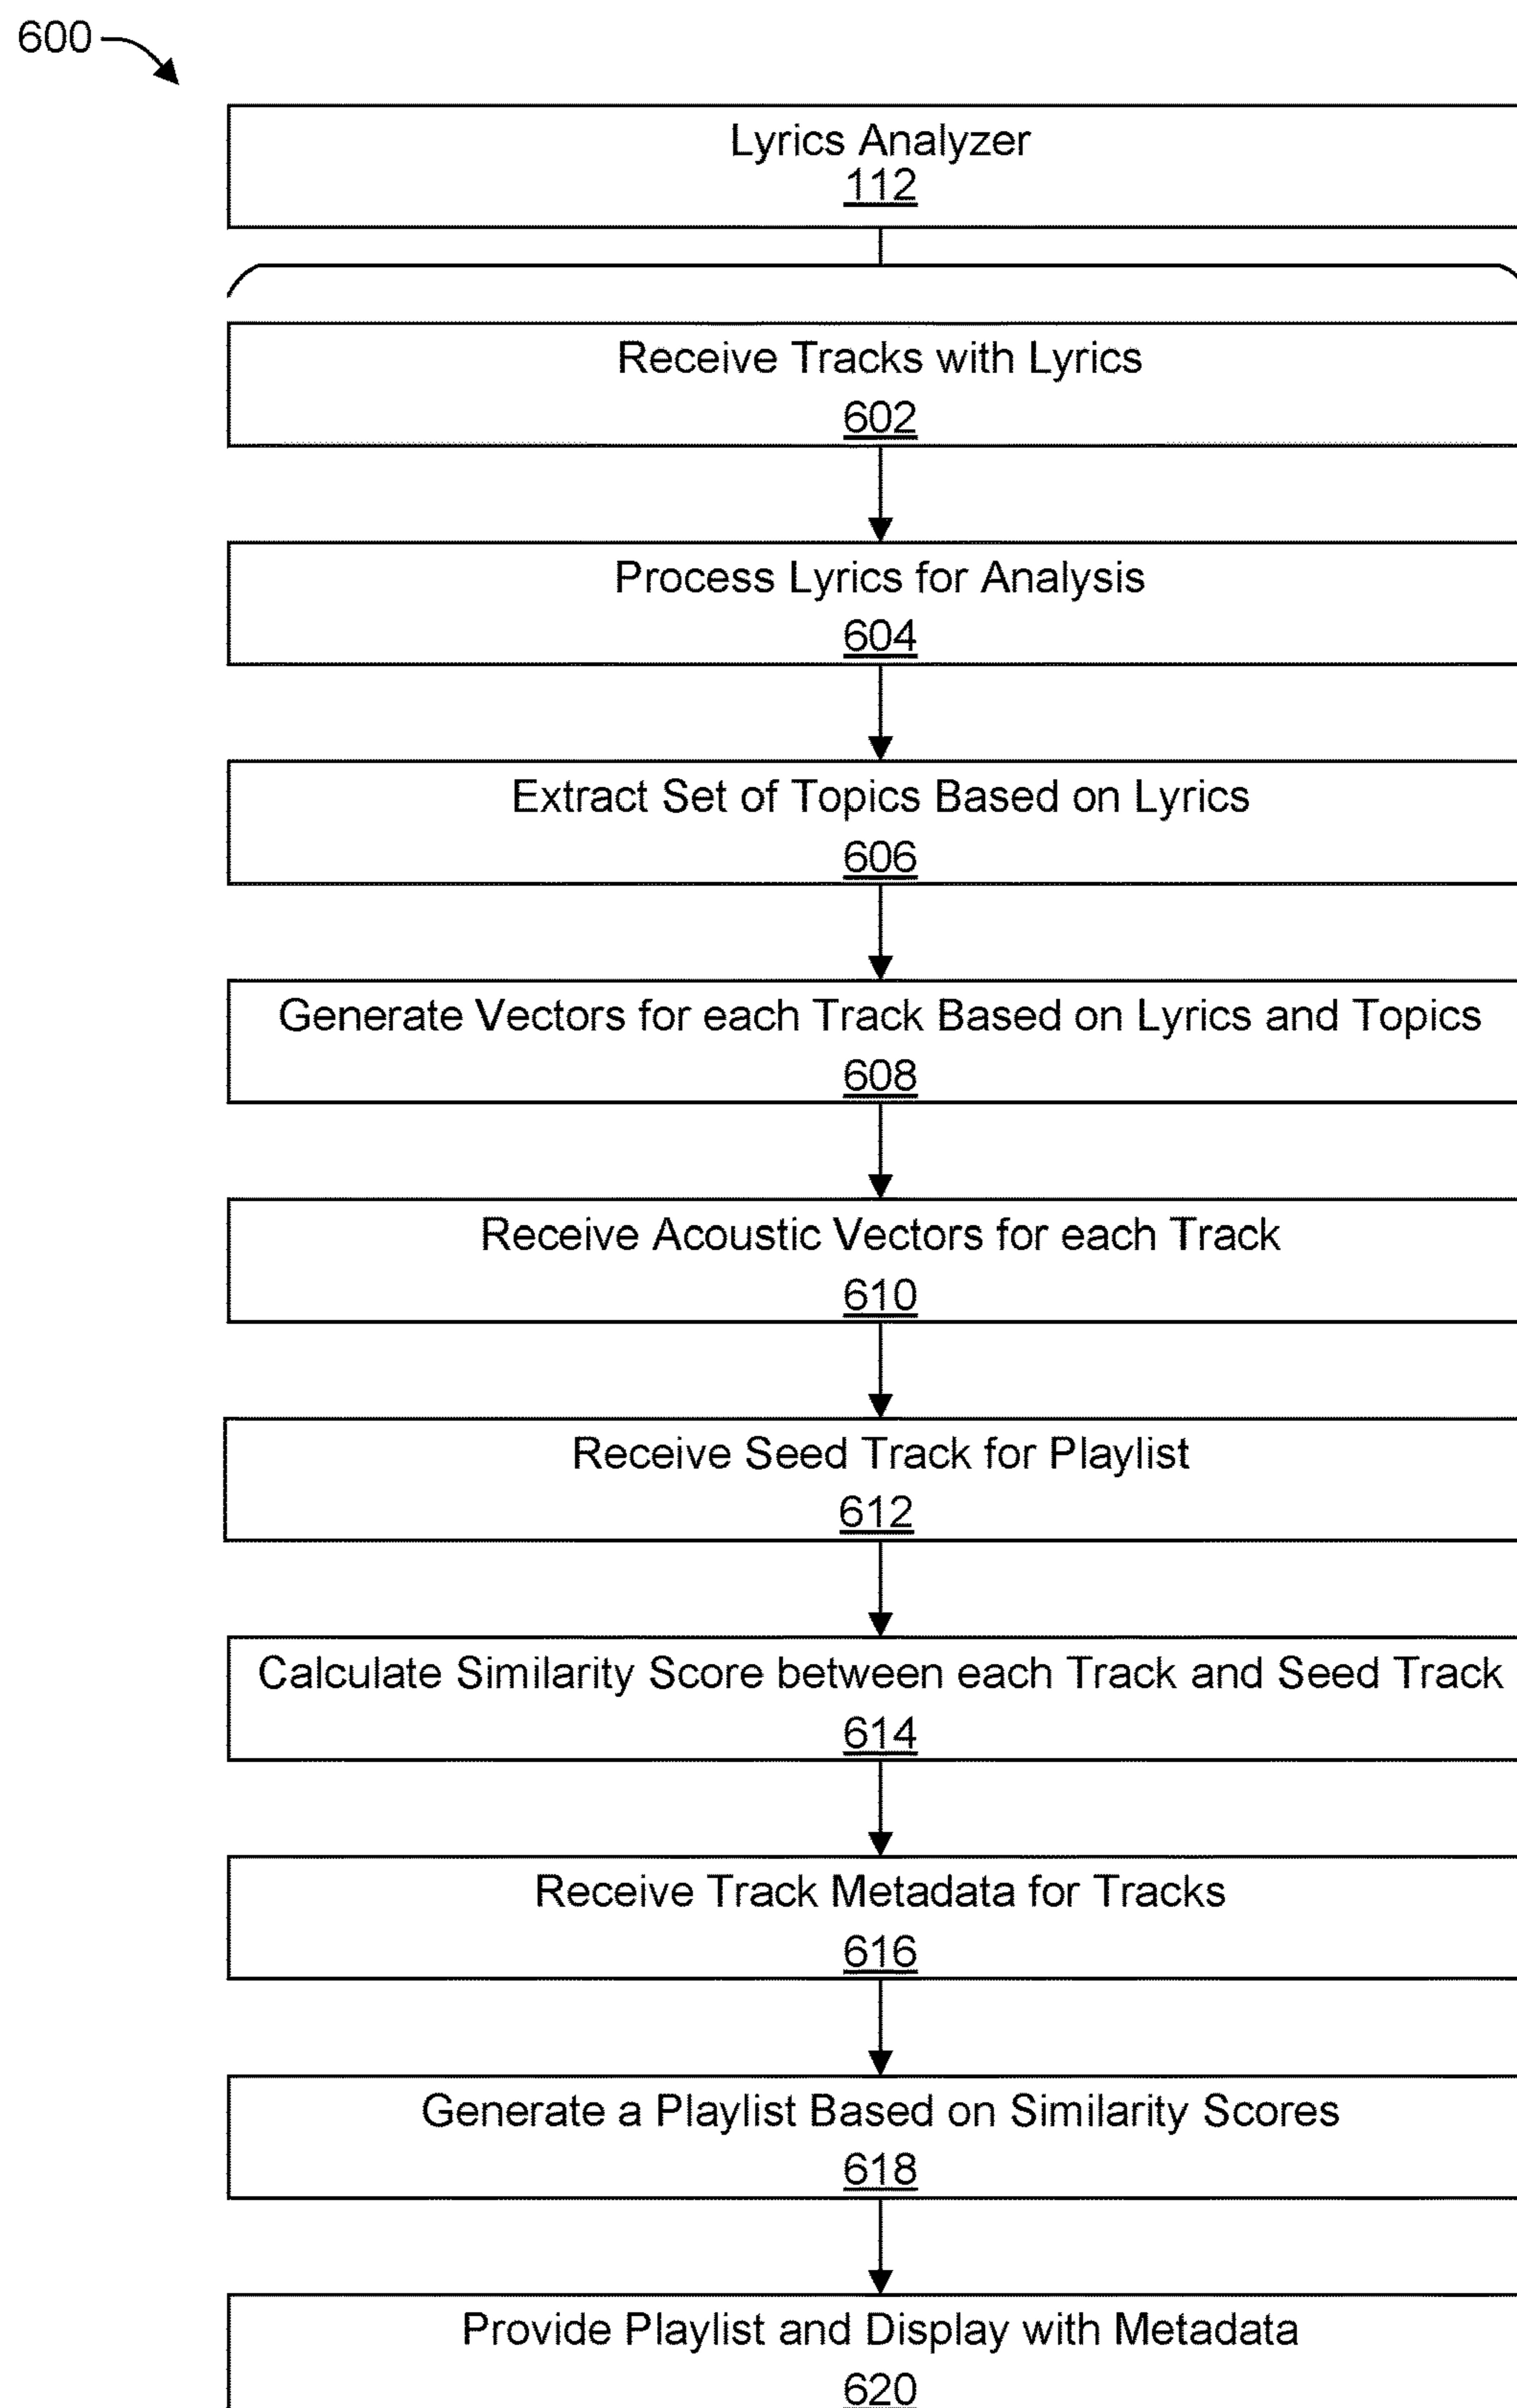 600
Lyrics Analyzer
112
Receive Tracks with Lyrics
602
Process Lyrics for Analysis
604
Extract Set of Topics Based on Lyrics
606
Generate Vectors for each Track Based on Lyrics and Topics
608
Receive Acoustic Vectors for each Track
610
Receive Seed Track for Playlist
612
Calculate Similarity Score between each Track and Seed Track
614
Receive Track Metadata for Tracks
616
Generate a Playlist Based on Similarity Scores
618
Provide Playlist and Display with Metadata
620